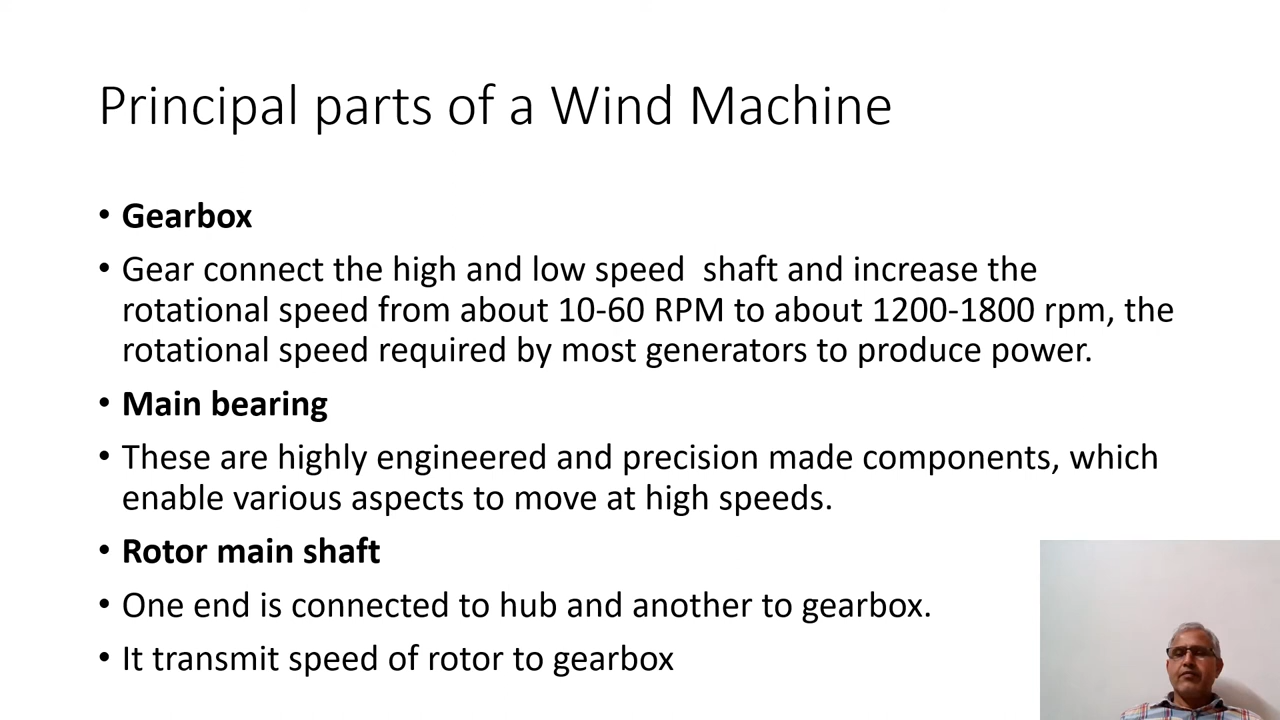 Principal parts of a Wind Machine
• Gearbox
• Gear connect the high and low speed  shaft and increase the
rotational speed from about 10-60 RPM to about 1200-1800 rpm, the
rotational speed required by most generators to produce power.
• Main bearing
• These are highly engineered and precision made components, which
enable various aspects to move at high speeds.
• Rotor main shaft
• One end is connected to hub and another to gearbox.
• It transmit speed of rotor to gearbox